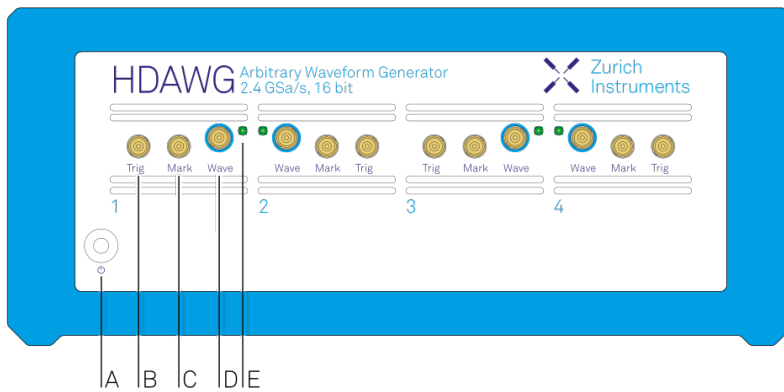 HDAWG Arbitrary Waveform Generator
2.4 GSa/s, 16 bit
Zurich
Instruments
Trig Mark Wave
Wave Mark Trig
Trig Mark Wave
Wave Mark Trig
1
2
3
4
A B C D E